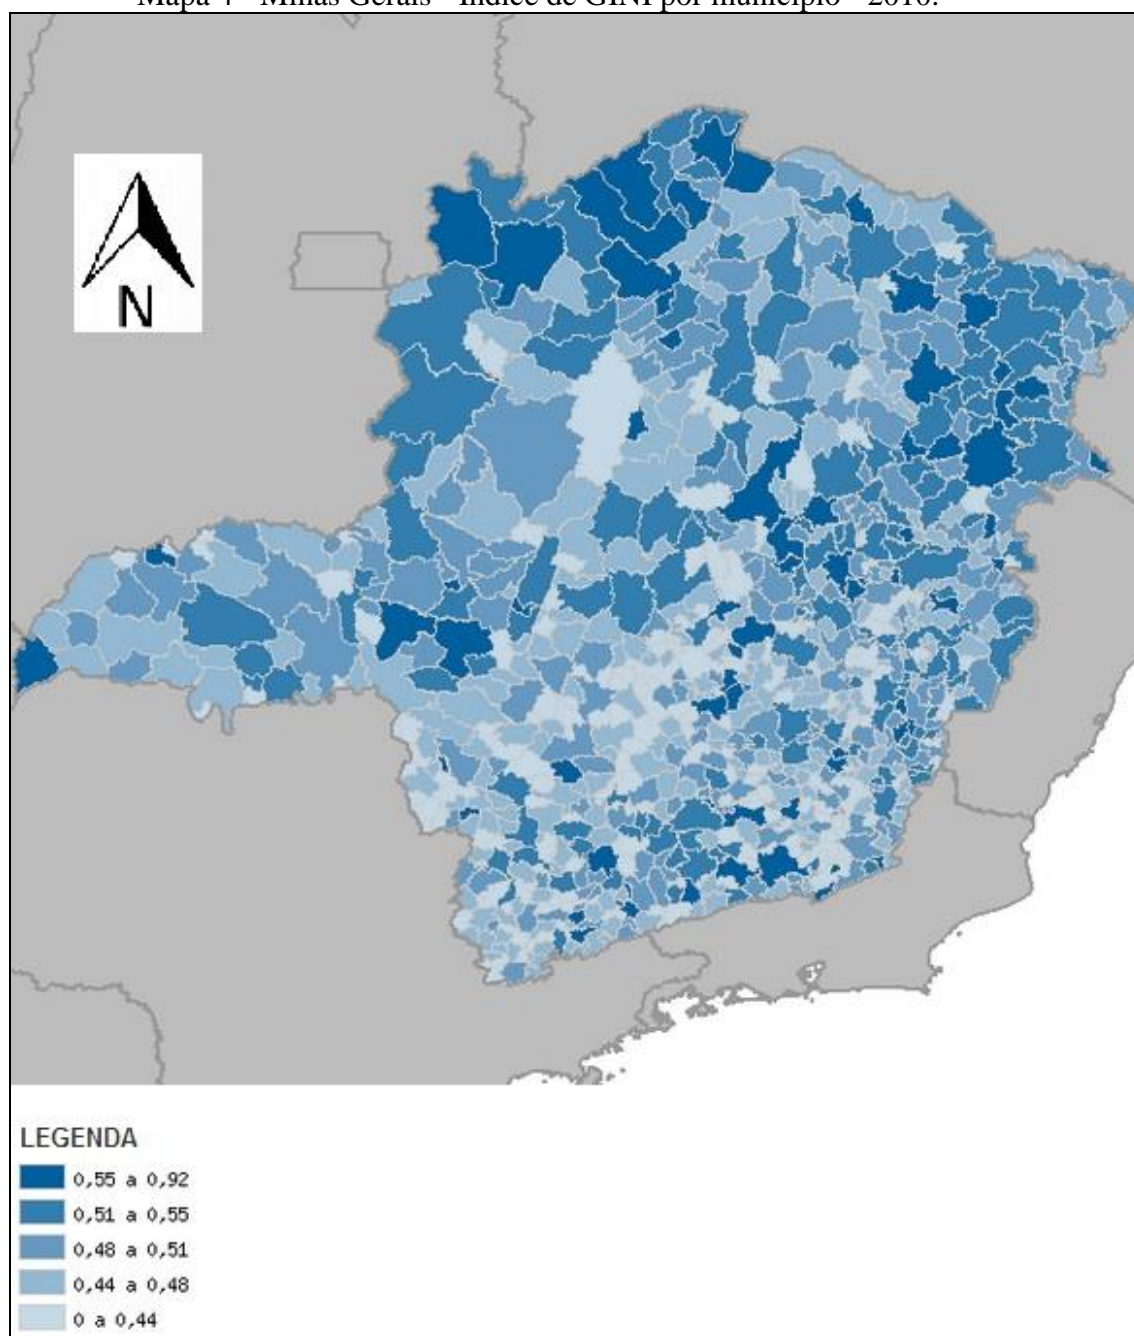 Mapa 4 - Minas Gerais - Índice de GINI por município - 2010.
N
LEGENDA
0,55 a 0,92
0,51 a 0,55
0,48 a 0,51
0,44 a 0,48
0 a 0,44